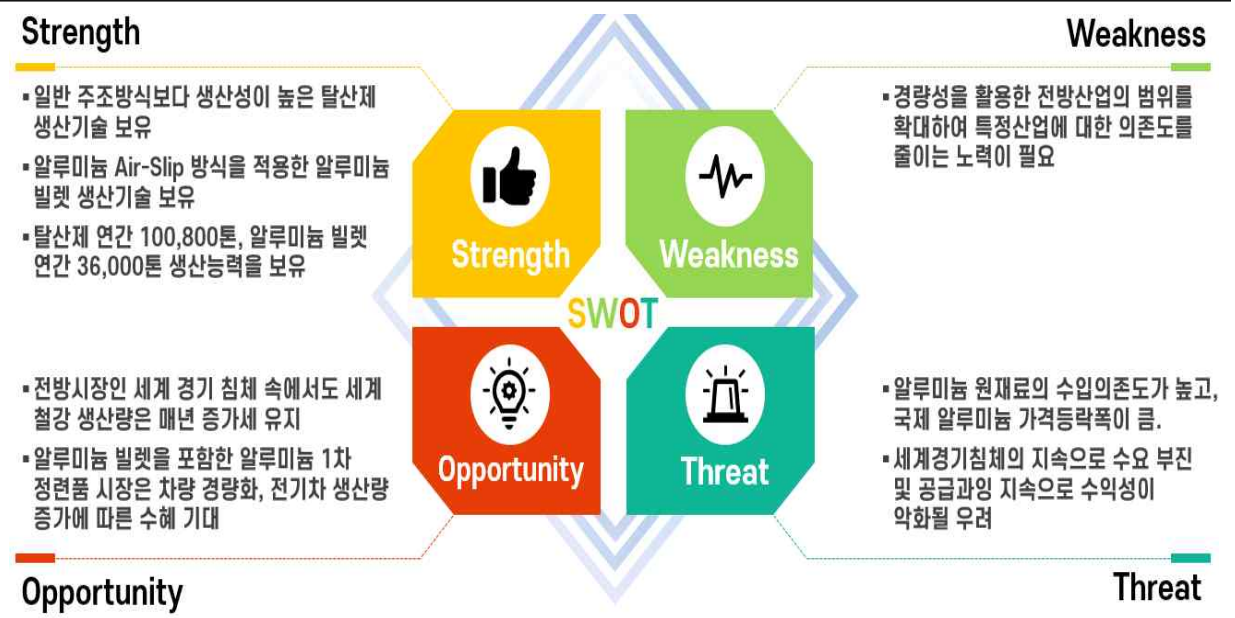 Strength
▪일반 주조방식보다 생산성이 높은 탈산제
생산기술 보유
▪알루미늄 Air-Slip 방식을 적용한 알루미늄
빌렛 생산기술 보유
▪탈산제 연간 100,800톤, 알루미늄 빌렛
연간 36,000톤 생산능력을 보유
Weakness
▪경량성을 활용한 전방산업의 범위를
확대하여 특정산업에 대한 의존도를
줄이는 노력이 필요
Strength
Weakness
SWOT
Opportunity
Threat
▪전방시장인 세계 경기 침체 속에서도 세계
철강 생산량은 매년 증가세 유지
▪알루미늄 빌렛을 포함한 알루미늄 1차
정련품 시장은 차량 경량화, 전기차 생산량
증가에 따른 수혜 기대
Opportunity
▪알루미늄 원재료의 수입의존도가 높고,
국제 알루미늄 가격등락폭이 큼.
▪세계경기침체의 지속으로 수요 부진
및 공급과잉 지속으로 수익성이
악화될 우려
Threat